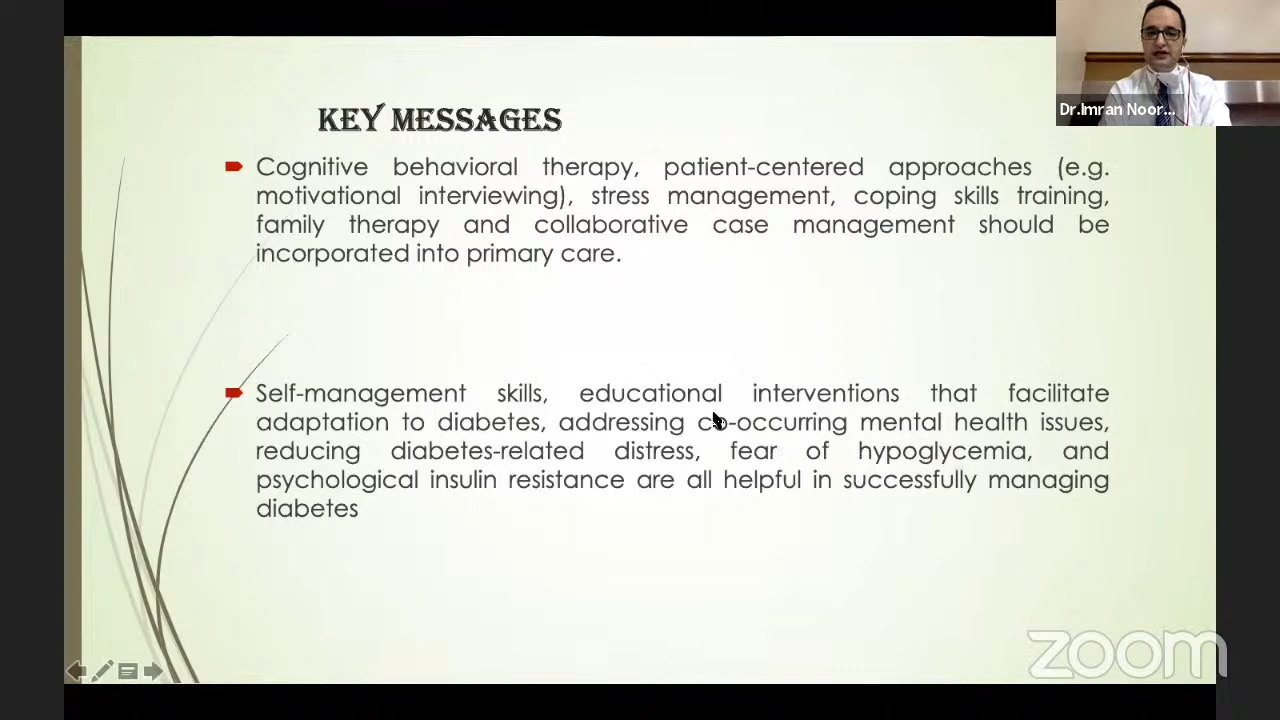 KEY MESSAGES
Dr.Imran Noor...
Cognitive behavioral therapy, patient-centered approaches (e.g.
motivational interviewing), stress management, coping skills training,
family therapy and collaborative case management should be
incorporated into primary care.
Self-management skills, educational interventions that facilitate
adaptation to diabetes, addressing co-occurring mental health issues,
reducing diabetes-related distress, fear of hypoglycemia, and
psychological insulin resistance are all helpful in successfully managing
diabetes
zoom